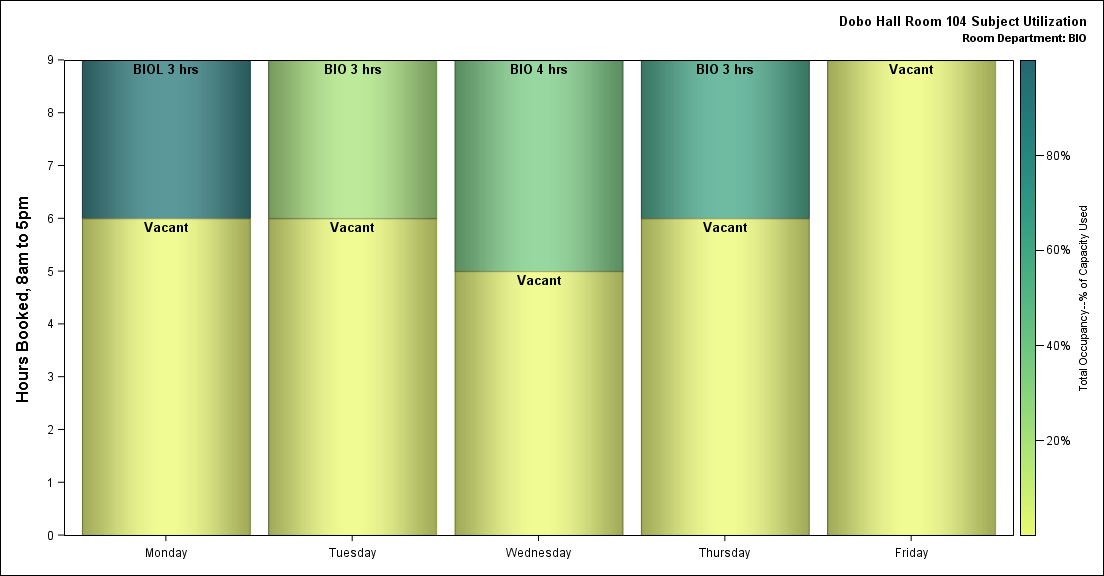 Dobo Hall Room 104 Subject Utilization
Room Department: BIO
Hours Booked, 8am to 5pm
9
8
7
6
5
4
3
2
1
0
BIOL 3 hrs
Vacant
BIO 3 hrs
Vacant
BIO 4 hrs
Vacant
BIO 3 hrs
Vacant
Vacant
Monday
Tuesday
Wednesday
Thursday
Friday
80%
60%
40%
20%
Total Occupancy--% of Capacity Used